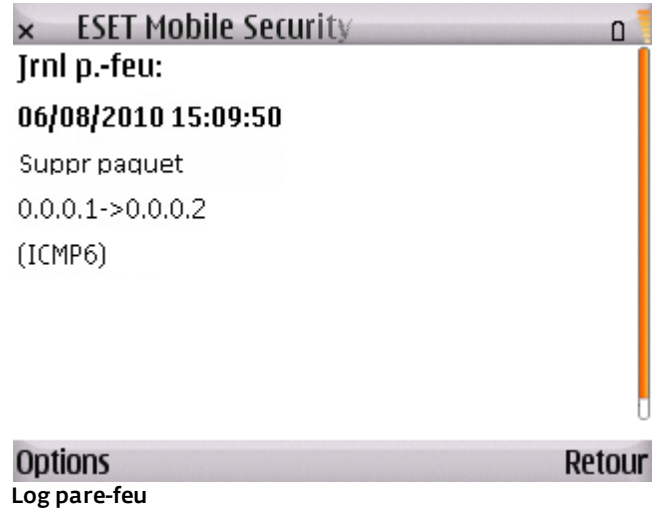 × ESET Mobile Security
Jrnl p.-feu:
06/08/2010 15:09:50
Suppr paquet
0.0.0.1->0.0.0.2
(ICMP6)
Options Retour
Log pare-feu